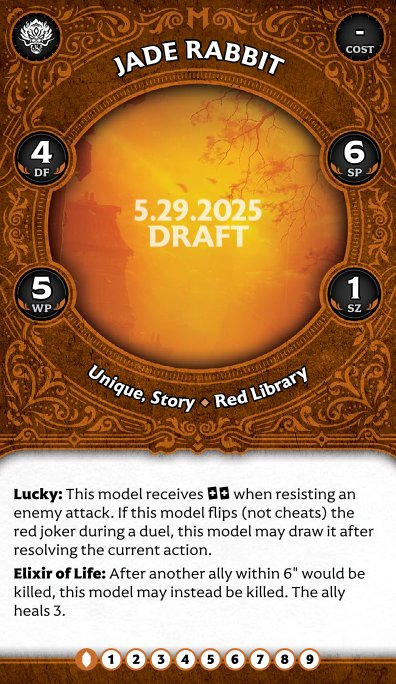 M
JADE RABBIT
-
COST
4
DF
6
SP
5.29.2025
DRAFT
5
WP
1
SZ
Unique, Story ◆ Red Library
Lucky: This model receives ++ when resisting an
enemy attack. If this model flips (not cheats) the
red joker during a duel, this model may draw it after
resolving the current action.
Elixir of Life: After another ally within 6" would be
killed, this model may instead be killed. The ally
heals 3.
1 2 3 4 5 6 7 8 9